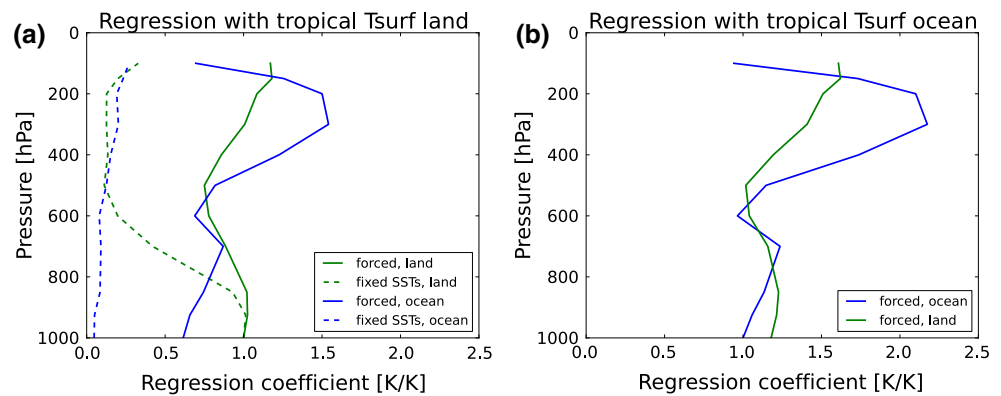 (a)
Regression with tropical Tsurf land
0
200
400
600
800
1000
Pressure [hPa]
forced, land
fixed SSTs, land
forced, ocean
fixed SSTs, ocean
0.0 0.5 1.0 1.5 2.0 2.5
Regression coefficient [K/K]
(b)
Regression with tropical Tsurf ocean
0
200
400
600
800
1000
Pressure [hPa]
forced, ocean
forced, land
0.0 0.5 1.0 1.5 2.0 2.5
Regression coefficient [K/K]